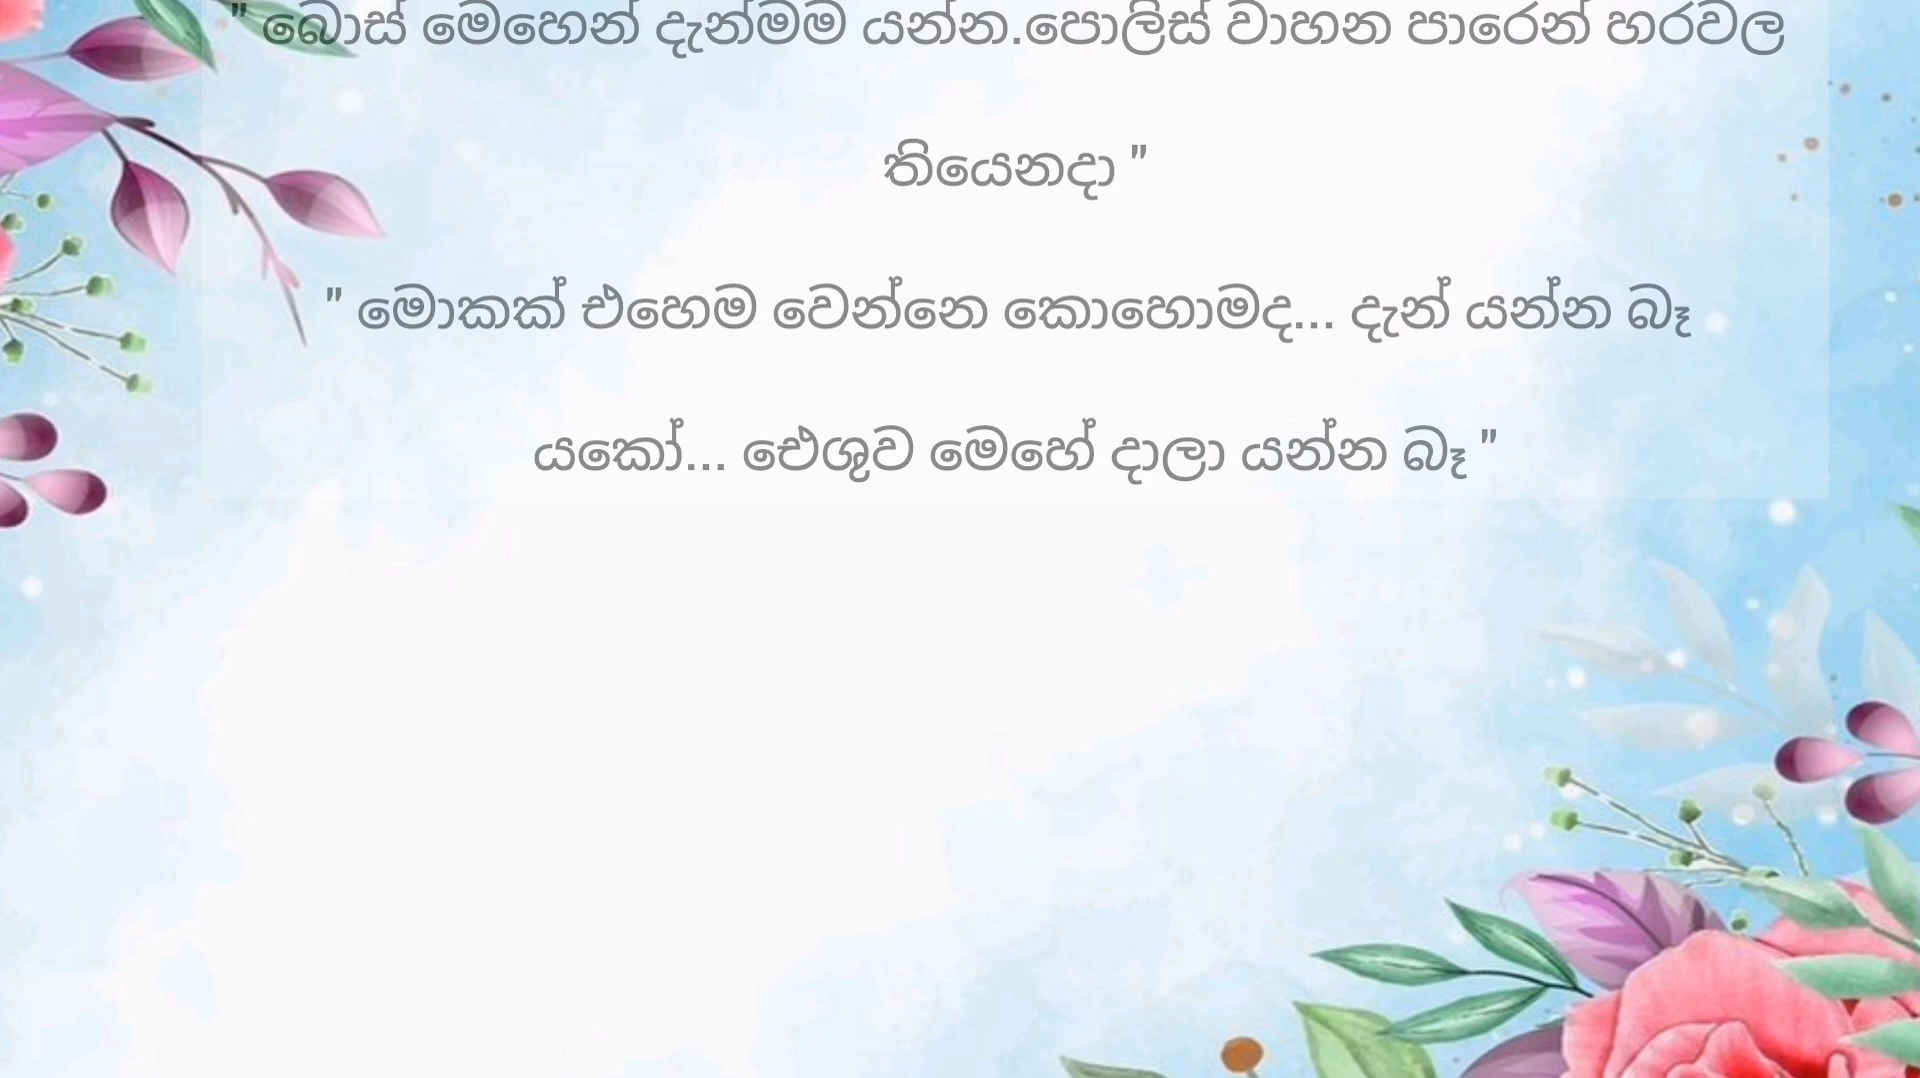 " බොස් මෙහෙන් දැන්මම යන්න.පොලිස් වාහන පාරෙන් හරවල
තියෙනදා "
" මොකක් එහෙම වෙන්නෙ කොහොමද... දැන් යන්න බෑ
යකෝ... ඓශුව මෙහේ දාලා යන්න බෑ "